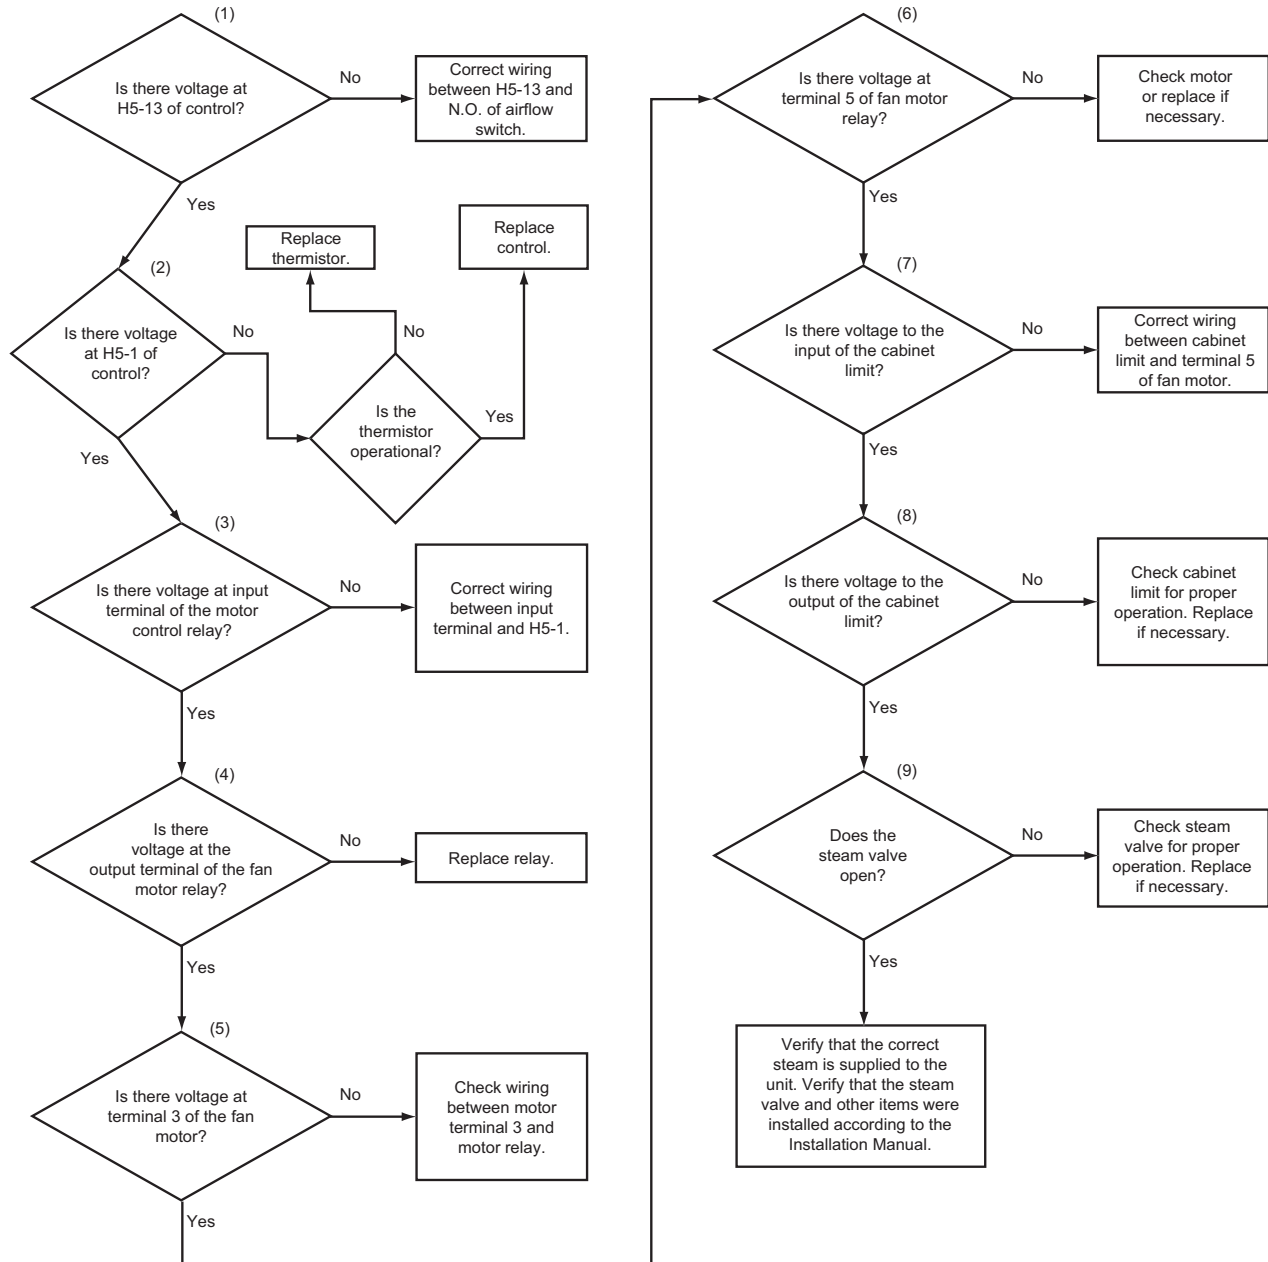 (1)
Is there voltage at
H5-13 of control?
No
Correct wiring
between H5-13 and
N.O. of airflow
switch.
Yes
(2)
Is there voltage
at H5-1 of
control?
No
Replace
thermistor.
Replace
control.
No
Is the
thermistor
operational?
Yes
Yes
(3)
Is there voltage at input
terminal of the motor
control relay?
No
Correct wiring
between input
terminal and H5-1.
Yes
(4)
Is there
voltage at the
output terminal of the fan
motor relay?
No
Replace relay.
Yes
(5)
Is there voltage at
terminal 3 of the fan
motor?
No
Check wiring
between motor
terminal 3 and
motor relay.
Yes
(6)
Is there voltage at
terminal 5 of fan motor
relay?
No
Check motor
or replace if
necessary.
Yes
(7)
Is there voltage to the
input of the cabinet
limit?
No
Correct wiring
between cabinet
limit and terminal 5
of fan motor.
Yes
(8)
Is there voltage to the
output of the cabinet
limit?
No
Check cabinet
limit for proper
operation. Replace
if necessary.
Yes
(9)
Does the
steam valve
open?
No
Check steam
valve for proper
operation. Replace
if necessary.
Yes
Verify that the correct
steam is supplied to the
unit. Verify that the steam
valve and other items were
installed according to the
Installation Manual.